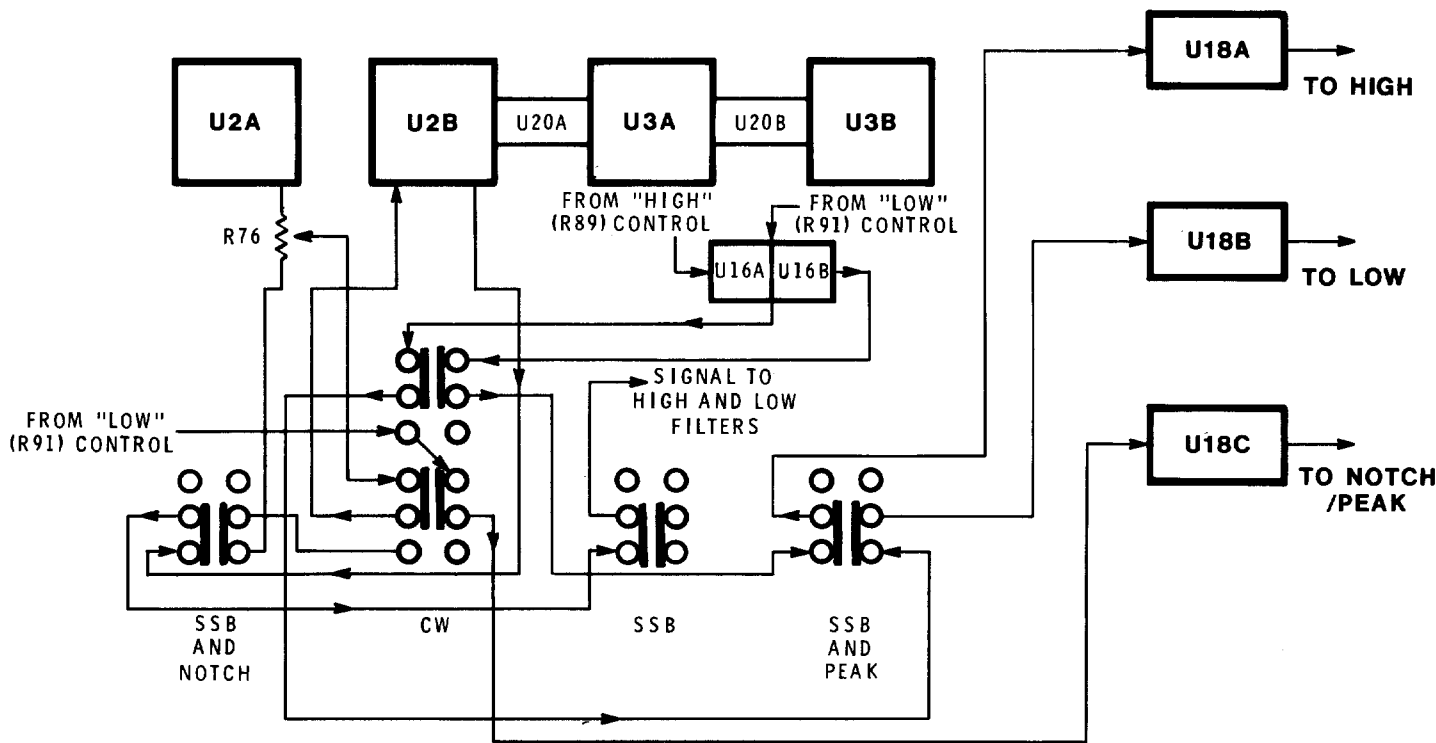 U18A
TO HIGH
U2A
U2B
U20A
U3A
U20B
U3B
FROM "HIGH"
(R89) CONTROL
FROM "LOW"
(R91) CONTROL
R76
U16A
U16B
U18B
TO LOW
SIGNAL TO
HIGH AND LOW
FILTERS
FROM "LOW"
(R91) CONTROL
U18C
TO NOTCH
/PEAK
SSB
AND
NOTCH
CW
SSB
SSB
AND
PEAK